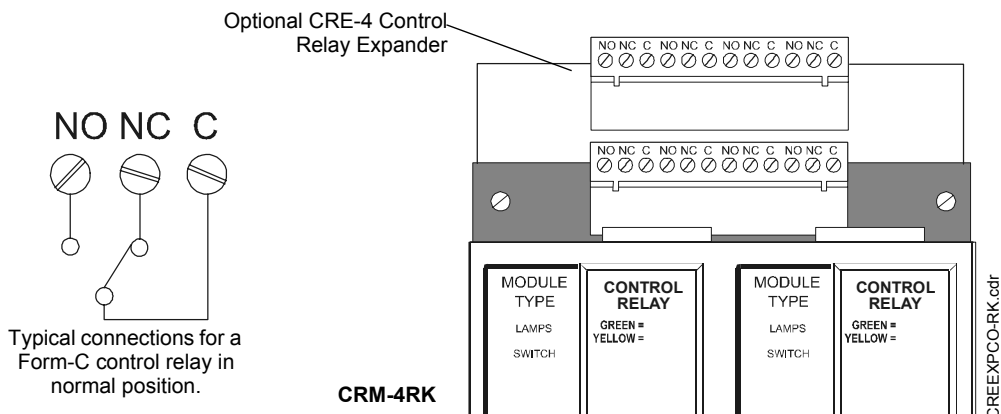 Optional CRE-4 Control
Relay Expander
NO NC C NO NC C NO NC C NO NC C
NO NC C
NO NC C NO NC C NO NC C NO NC C
MODULE
TYPE
LAMPS
SWITCH
CONTROL
RELAY
GREEN =
YELLOW =
MODULE
TYPE
LAMPS
SWITCH
CONTROL
RELAY
GREEN =
YELLOW =
Typical connections for a
Form-C control relay in
normal position.
CRM-4RK
CREEXPCO-RK.cdr